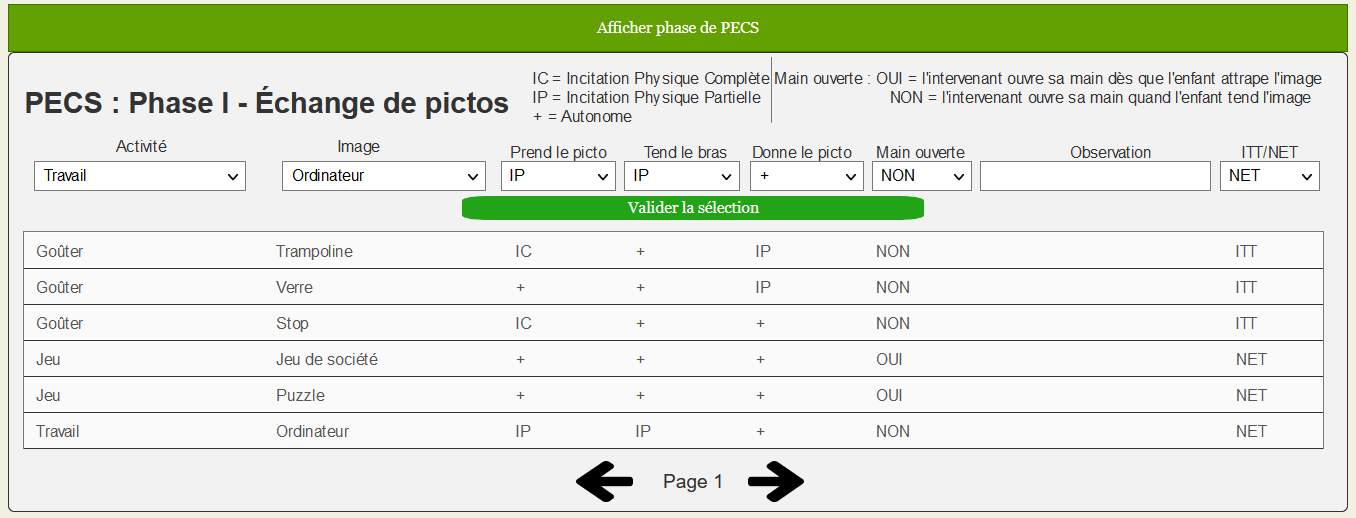 Afficher phase de PECS
PECS : Phase I - Échange de pictos
IC = Incitation Physique Complète
IP = Incitation Physique Partielle
+ = Autonome
Main ouverte : OUI = l'intervenant ouvre sa main dès que l'enfant attrape l'image
NON = l'intervenant ouvre sa main quand l'enfant tend l'image
Activité Image Prend le picto Tend le bras Donne le picto Main ouverte Observation ITT/NET
Travail Ordinateur IP IP + NON NET
Valider la sélection
Goûter Trampoline IC + IP NON ITT
Goûter Verre + + IP NON ITT
Goûter Stop IC + + NON ITT
Jeu Jeu de société + + + OUI NET
Jeu Puzzle + + + OUI NET
Travail Ordinateur IP IP + NON NET
Page 1